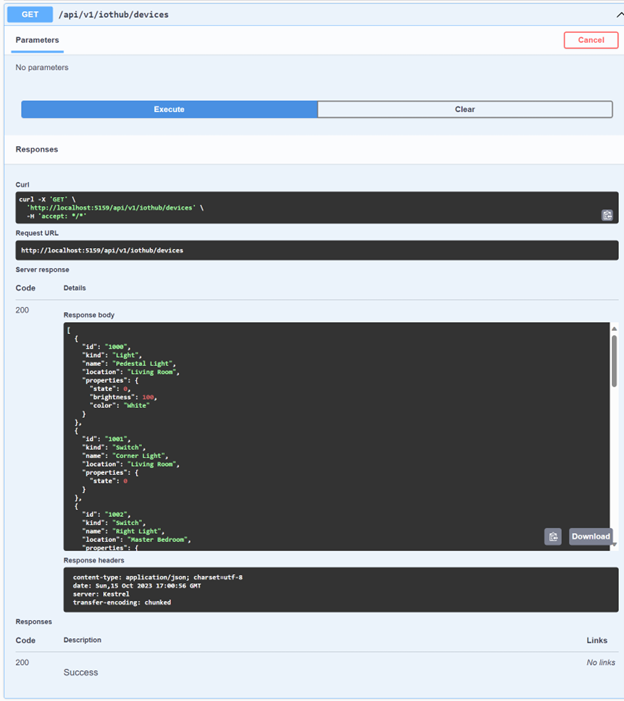 GET /api/v1/iothub/devices
Parameters
Cancel
No parameters
Execute
Clear
Responses
Curl
curl -X 'GET' \
'http://localhost:5159/api/v1/iothub/devices' \
-H 'accept: */*'
Request URL
http://localhost:5159/api/v1/iothub/devices
Server response
Code Details
200
Response body
[
{
"id": "1000",
"kind": "Light",
"name": "Pedestal Light",
"location": "Living Room",
"properties": {
"state": 0,
"brightness": 100,
"color": "White"
}
},
{
"id": "1001",
"kind": "Switch",
"name": "Corner Light",
"location": "Living Room",
"properties": {
"state": 0
}
},
{
"id": "1002",
"kind": "Switch",
"name": "Right Light",
"location": "Master Bedroom",
"properties": {
Download
Response headers
content-type: application/json; charset=utf-8
date: Sun,15 Oct 2023 17:00:56 GMT
server: Kestrel
transfer-encoding: chunked
Responses
Code Description Links
200 Success No links